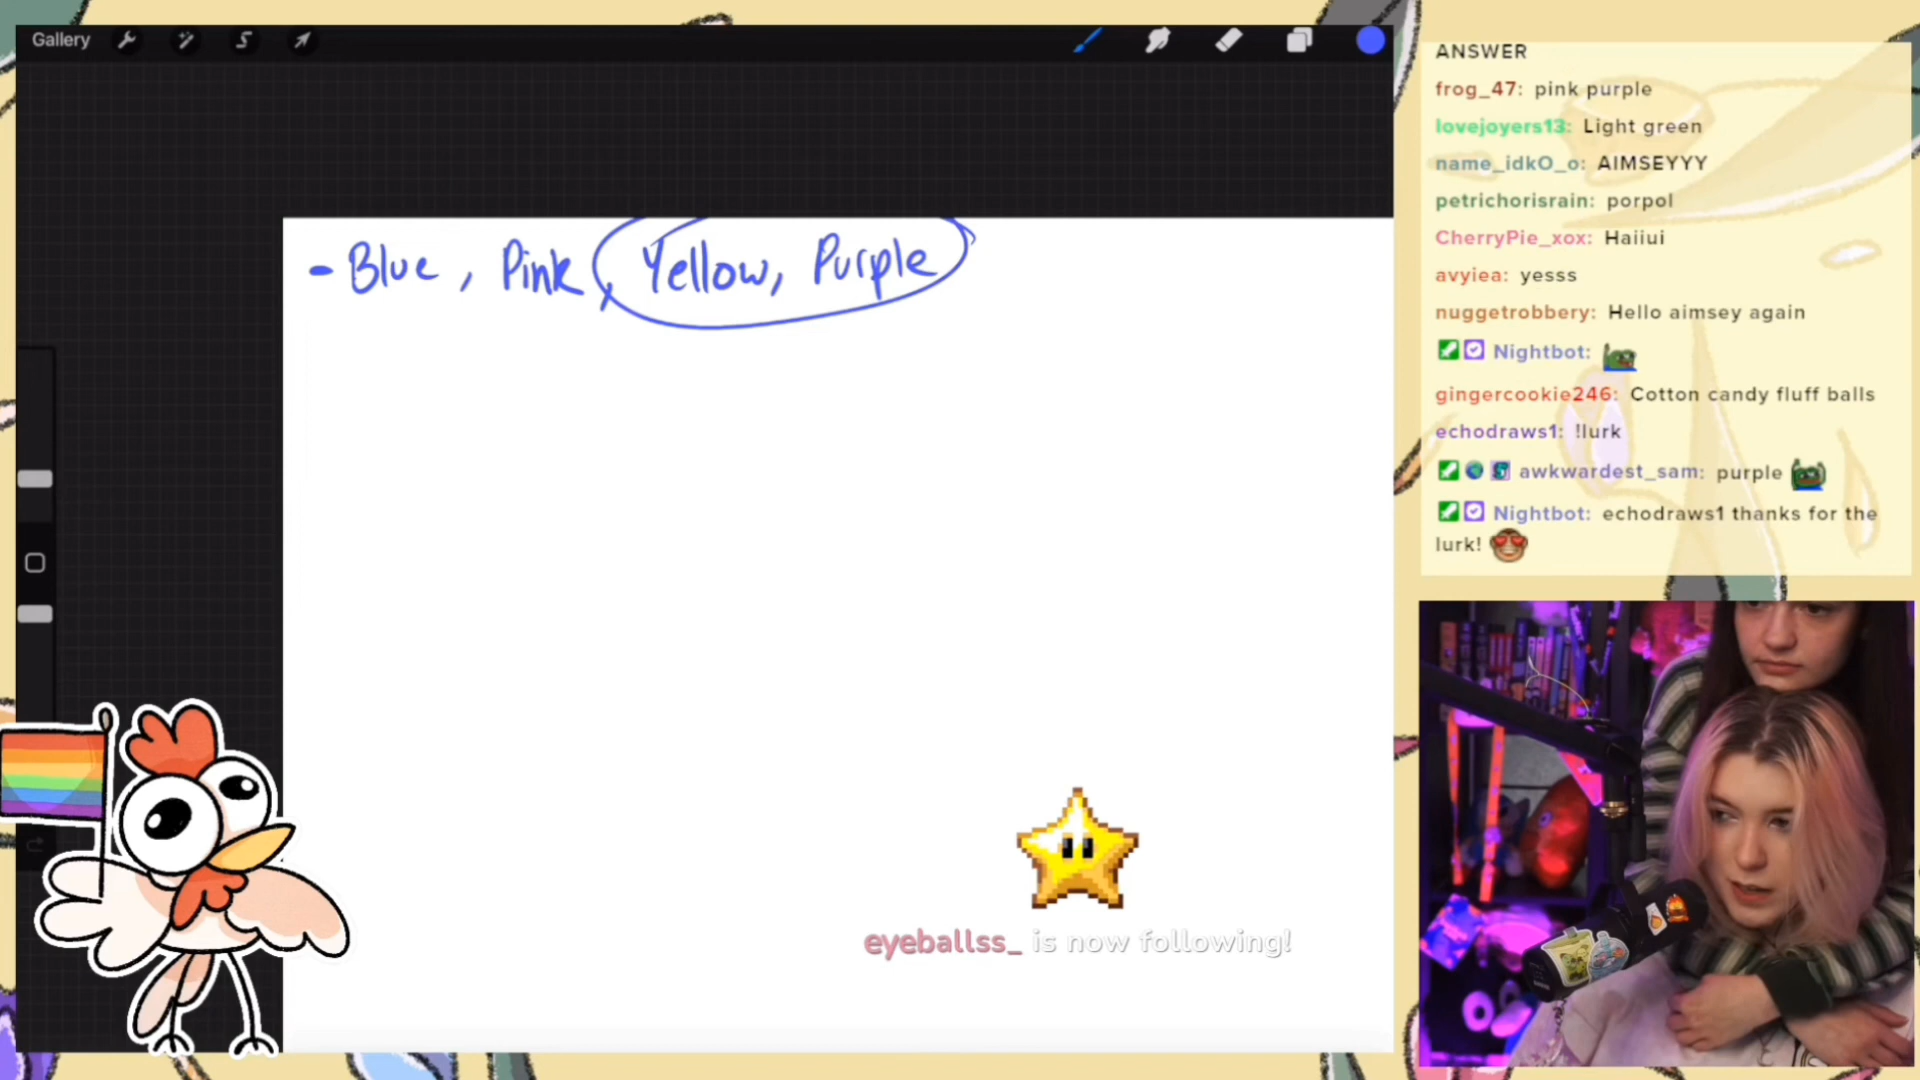 Gallery
- Blue, Pink, Yellow, Purple
eyeballss_ is now following!
ANSWER
frog_47: pink purple
lovejoyers13: Light green
name_idkO_o: AIMSEYYY
petrichorisrain: porpol
CherryPie_xox: Haiiui
avyiea: yesss
nuggetrobbery: Hello aimsey again
Nightbot:
gingercookie246: Cotton candy fluff balls
echodraws1: !lurk
awkwardest_sam: purple
Nightbot: echodraws1 thanks for the
lurk!